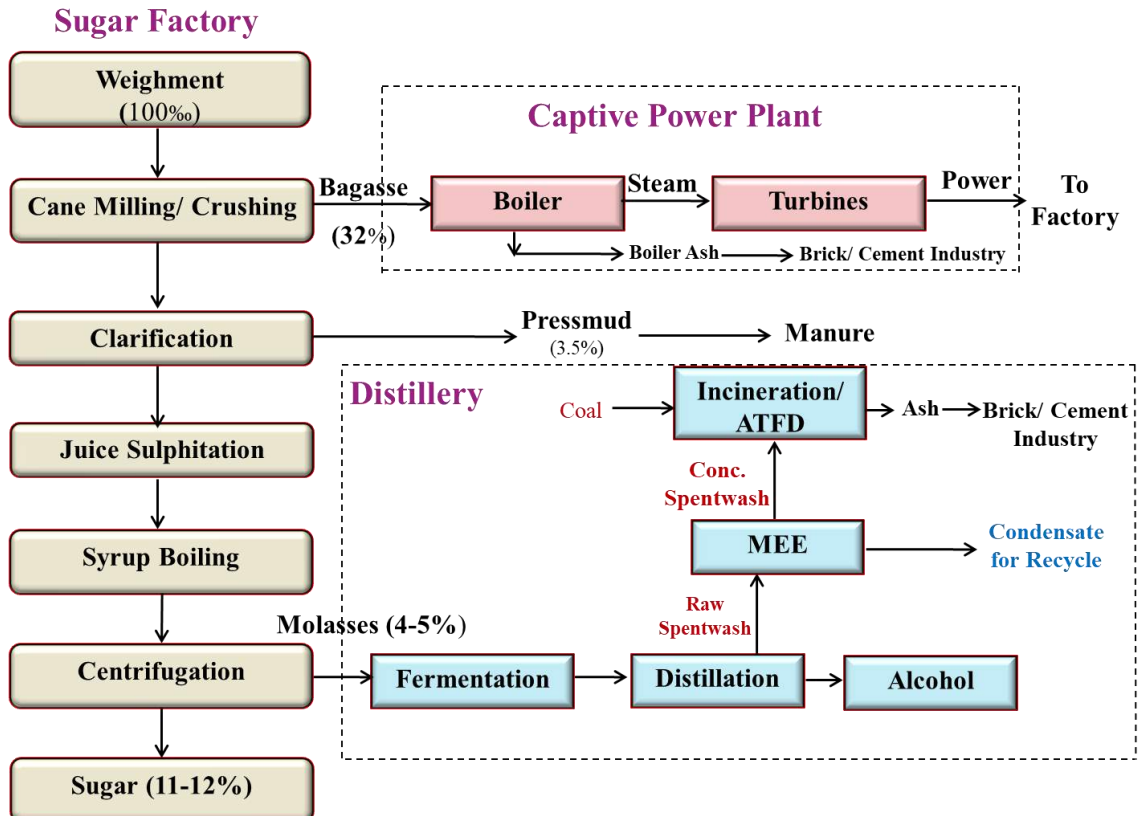 Sugar Factory
Weighment
(100‰)
Captive Power Plant
Cane Milling/ Crushing
Bagasse
(32%)
Boiler
Steam
Turbines
Power
To
Factory
Boiler Ash
Brick/ Cement Industry
Clarification
Pressmud
(3.5%)
Manure
Distillery
Coal
Incineration/
ATFD
Ash
Brick/ Cement
Industry
Juice Sulphitation
Conc.
Spentwash
Syrup Boiling
MEE
Condensate
for Recycle
Raw
Spentwash
Molasses (4-5%)
Centrifugation
Fermentation
Distillation
Alcohol
Sugar (11-12%)